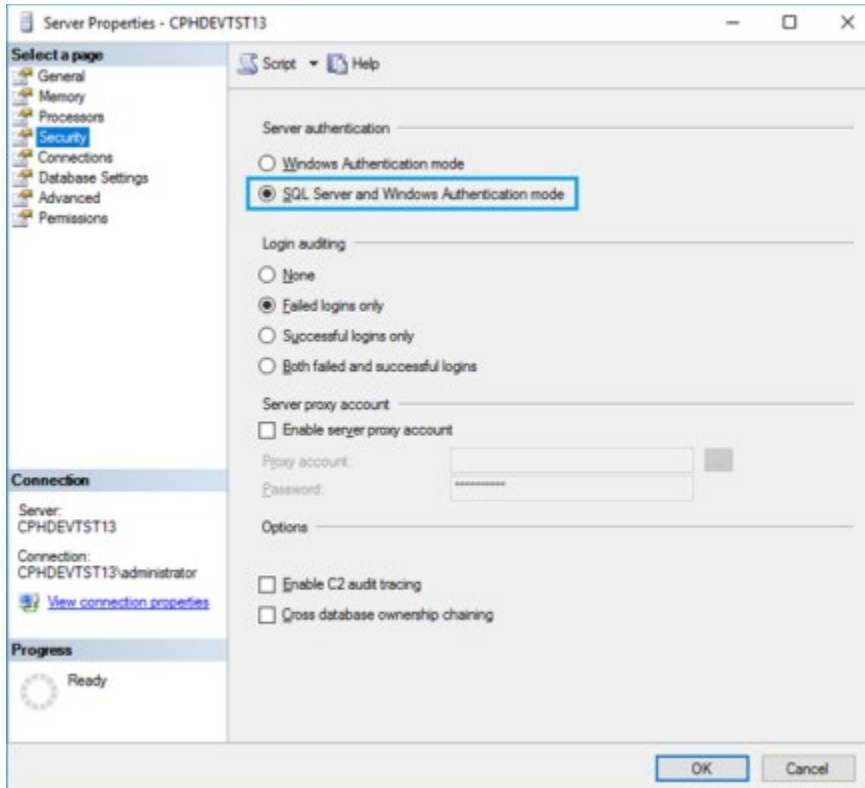 Server Properties - CPHDEVTST13
Select a page
General
Memory
Processors
Security
Connections
Database Settings
Advanced
Permissions
Script
Help
Server authentication
Windows Authentication mode
SQL Server and Windows Authentication mode
Login auditing
None
Failed logins only
Successful logins only
Both failed and successful logins
Server proxy account
Enable server proxy account
Proxy account:
...
Password:
**********
Options
Enable C2 audit tracing
Cross database ownership chaining
Connection
Server:
CPHDEVTST13
Connection:
CPHDEVTST13\administrator
View connection properties
Progress
Ready
OK
Cancel